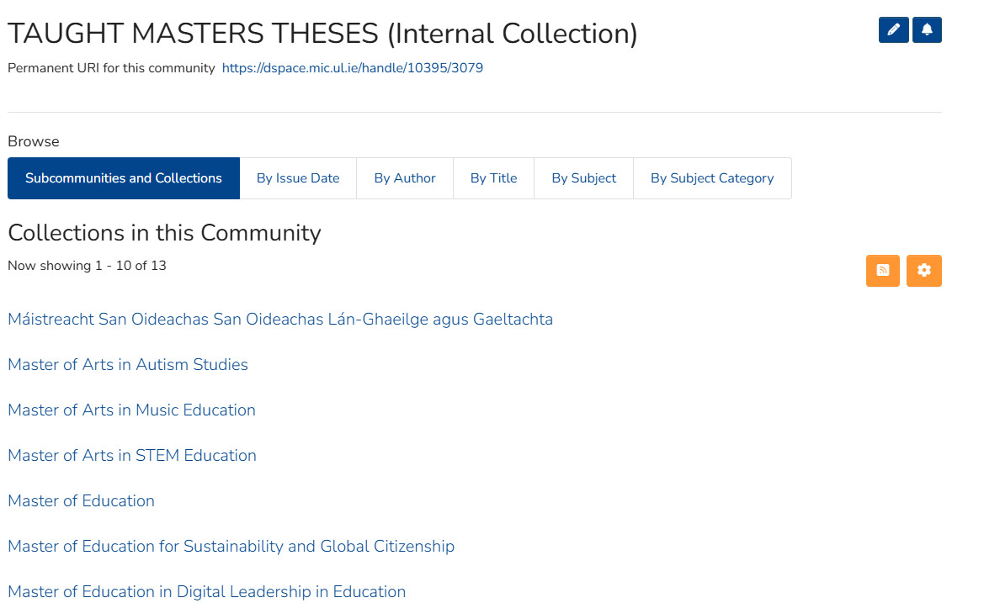 TAUGHT MASTERS THESES (Internal Collection)
Permanent URI for this community https://dspace.mic.ul.ie/handle/10395/3079
Browse
Subcommunities and Collections By Issue Date By Author By Title By Subject By Subject Category
Collections in this Community
Now showing 1 - 10 of 13
Máistreacht San Oideachas San Oideachas Lán-Ghaeilge agus Gaeltachta
Master of Arts in Autism Studies
Master of Arts in Music Education
Master of Arts in STEM Education
Master of Education
Master of Education for Sustainability and Global Citizenship
Master of Education in Digital Leadership in Education